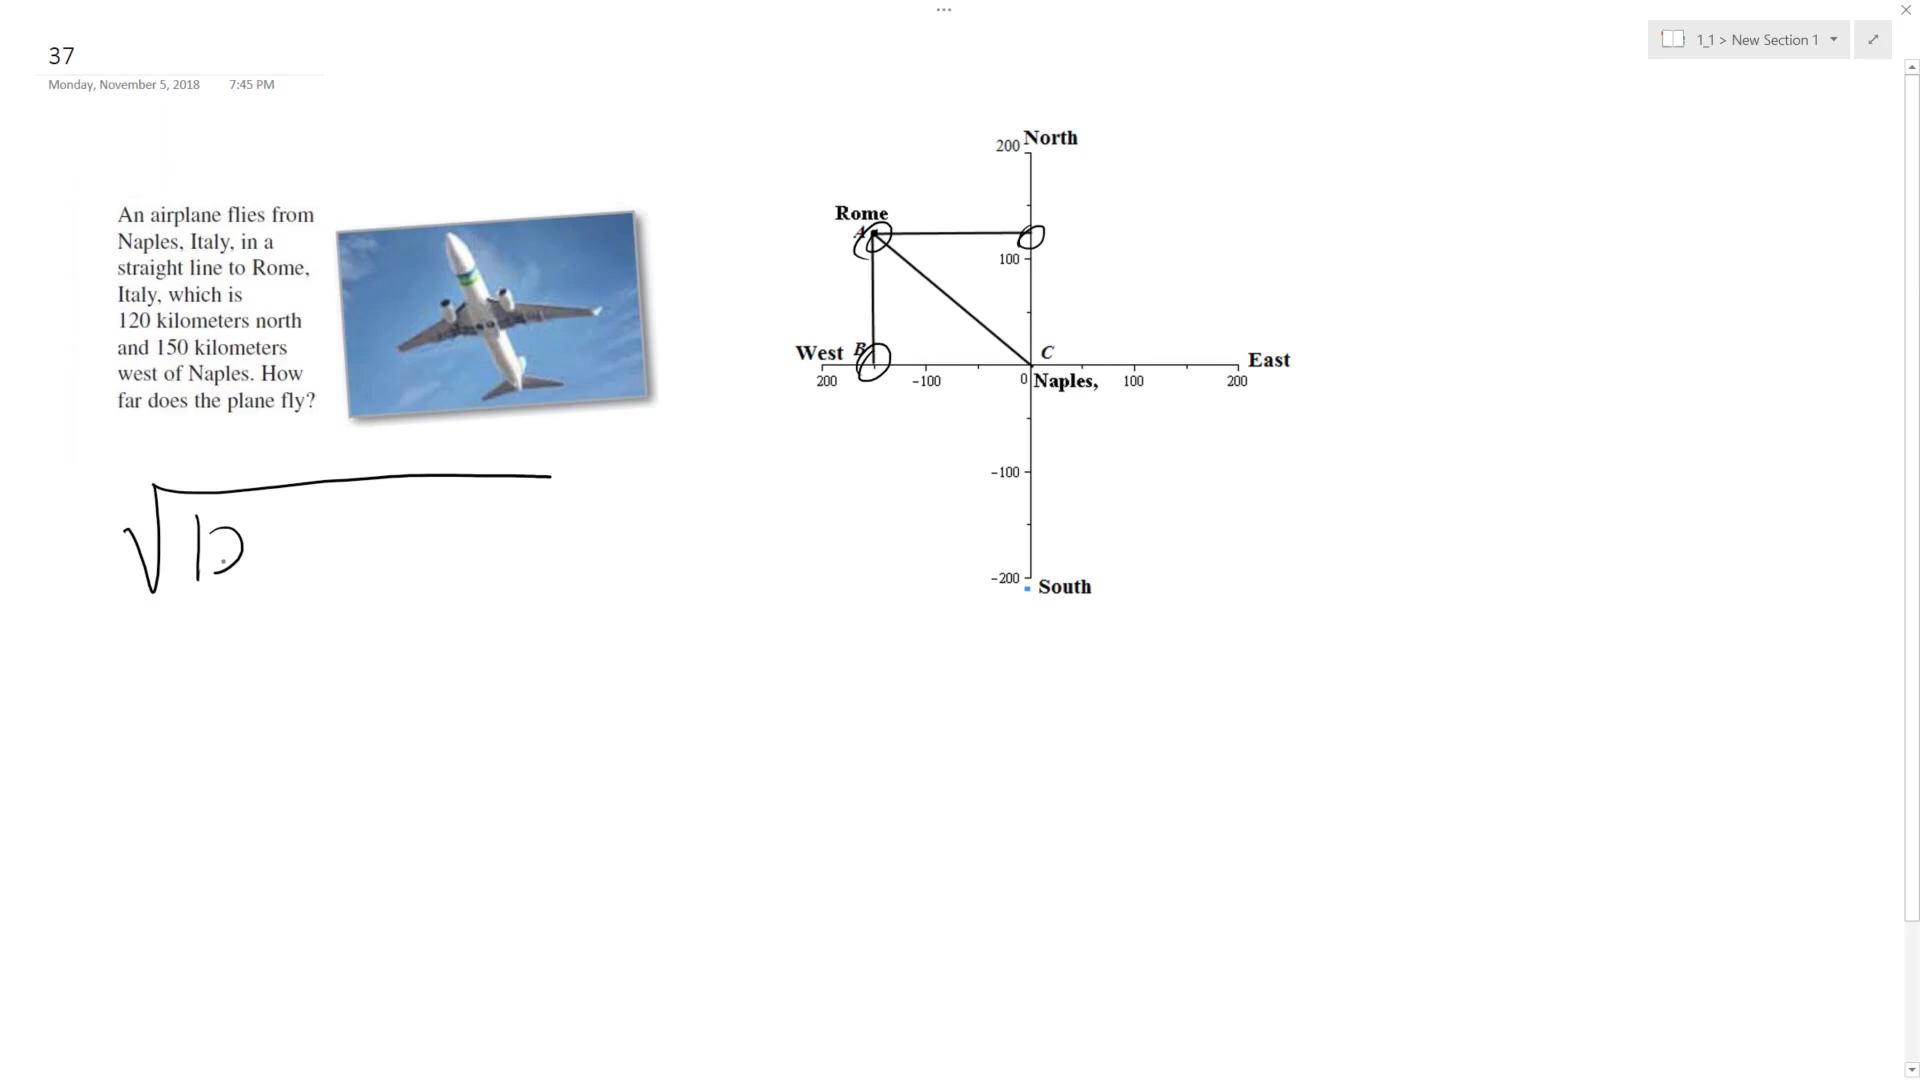 37
Monday, November 5, 2018 7:45 PM
1_1 > New Section 1
An airplane flies from
Naples, Italy, in a
straight line to Rome,
Italy, which is
120 kilometers north
and 150 kilometers
west of Naples. How
far does the plane fly?
200 North
Rome
A
100
West B C East
200 -100 0 Naples, 100 200
-100
-200
South